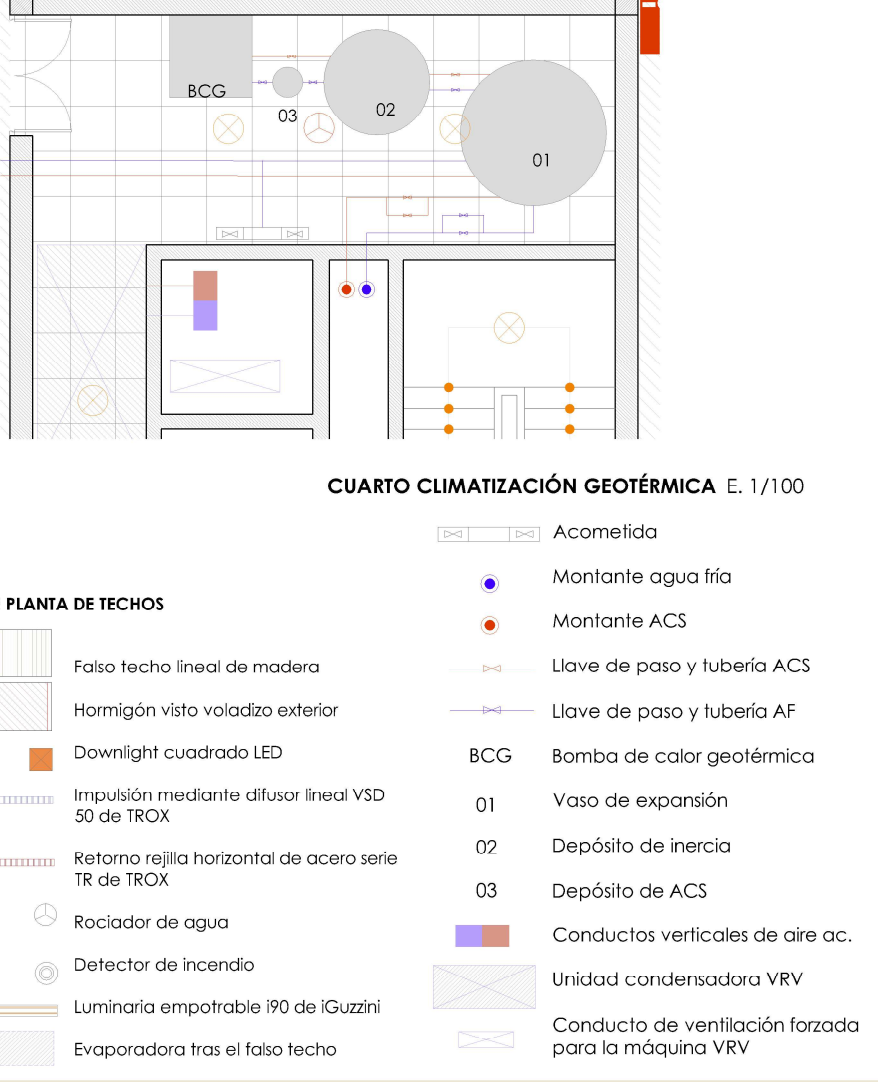 BCG
03
02
01
CUARTO CLIMATIZACIÓN GEOTÉRMICA E. 1/100
Acometida
Montante agua fría
Montante ACS
Llave de paso y tubería ACS
Llave de paso y tubería AF
BCG Bomba de calor geotérmica
01 Vaso de expansión
02 Depósito de inercia
03 Depósito de ACS
Conductos verticales de aire ac.
Unidad condensadora VRV
Conducto de ventilación forzada
para la máquina VRV
PLANTA DE TECHOS
Falso techo lineal de madera
Hormigón visto voladizo exterior
Downlight cuadrado LED
Impulsión mediante difusor lineal VSD
50 de TROX
Retorno rejilla horizontal de acero serie
TR de TROX
Rociador de agua
Detector de incendio
Luminaria empotrable i90 de iGuzzini
Evaporadora tras el falso techo